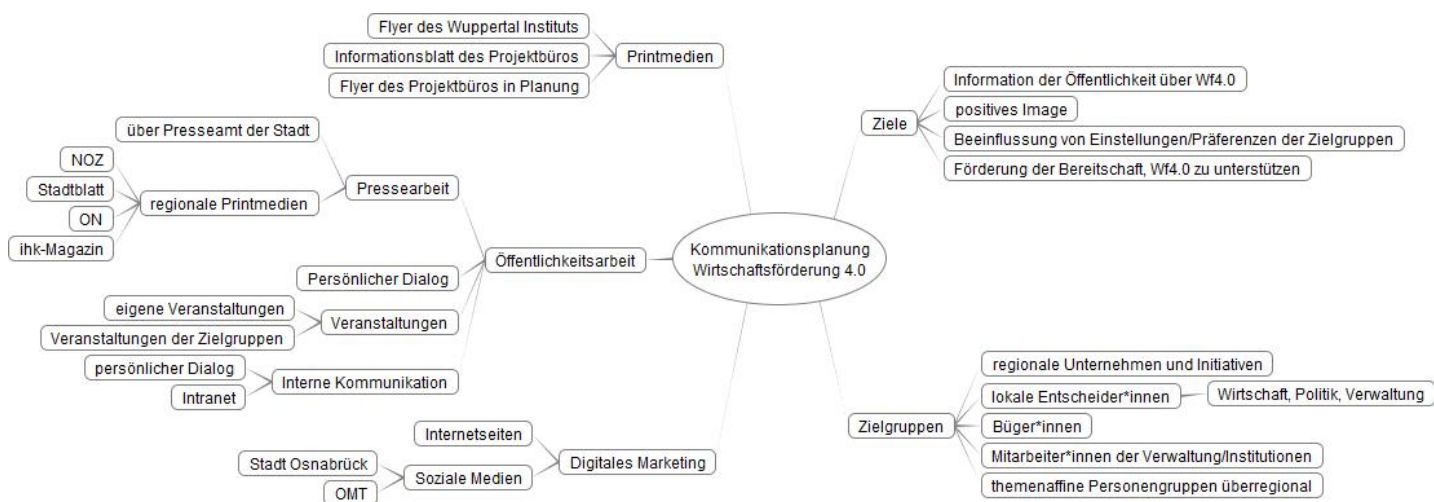 Flyer des Wuppertal Instituts
Informationsblatt des Projektbüros
Flyer des Projektbüros in Planung
Printmedien
über Presseamt der Stadt
NOZ
Stadtblatt
ON
ihk-Magazin
regionale Printmedien
Pressearbeit
Persönlicher Dialog
eigene Veranstaltungen
Veranstaltungen der Zielgruppen
Veranstaltungen
persönlicher Dialog
Intranet
Interne Kommunikation
Öffentlichkeitsarbeit
Internetseiten
Stadt Osnabrück
OMT
Soziale Medien
Digitales Marketing
Kommunikationsplanung
Wirtschaftsförderung 4.0
Ziele
Information der Öffentlichkeit über Wf4.0
positives Image
Beeinflussung von Einstellungen/Präferenzen der Zielgruppen
Förderung der Bereitschaft, Wf4.0 zu unterstützen
Zielgruppen
regionale Unternehmen und Initiativen
lokale Entscheider*innen
Wirtschaft, Politik, Verwaltung
Büger*innen
Mitarbeiter*innen der Verwaltung/Institutionen
themenaffine Personengruppen überregional